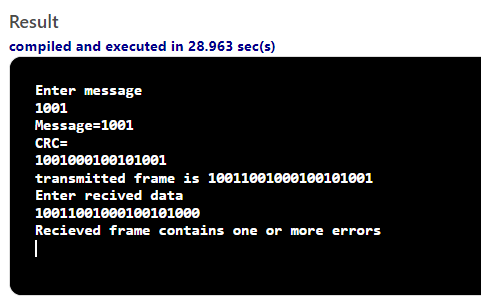 Result
compiled and executed in 28.963 sec(s)
Enter message
1001
Message=1001
CRC=
1001000100101001
transmitted frame is 10011001000100101001
Enter recived data
10011001000100101000
Recieved frame contains one or more errors